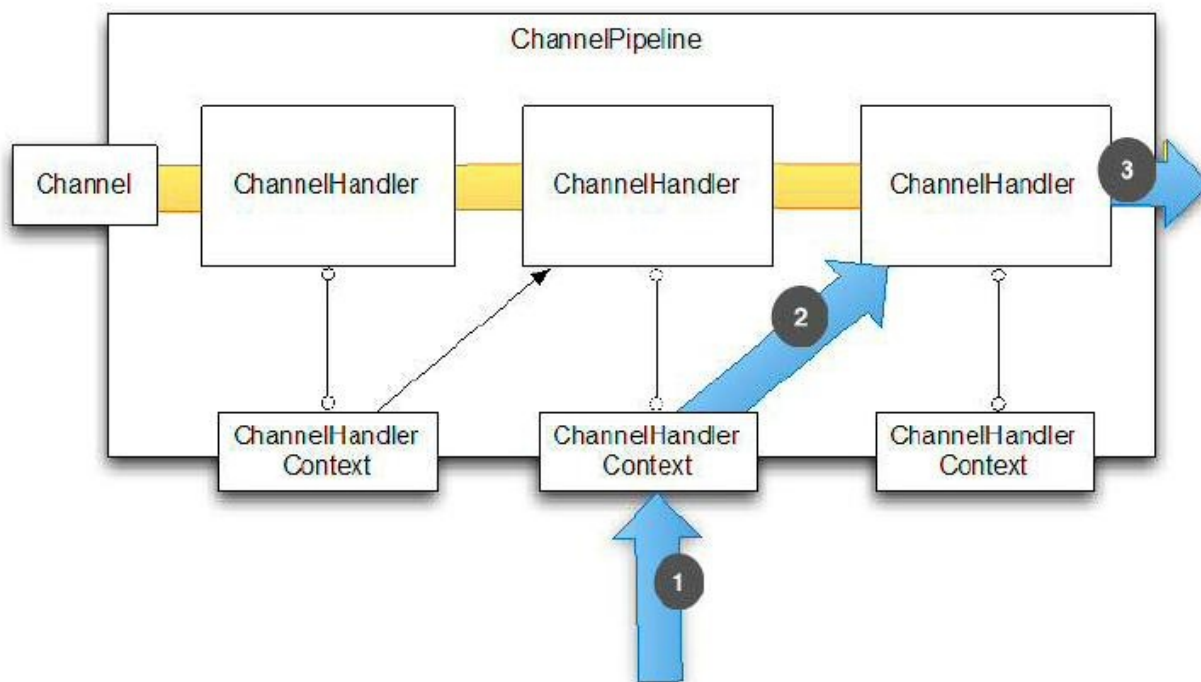 ChannelPipeline
Channel
ChannelHandler
ChannelHandler
ChannelHandler
3
2
ChannelHandler
Context
ChannelHandler
Context
ChannelHandler
Context
1